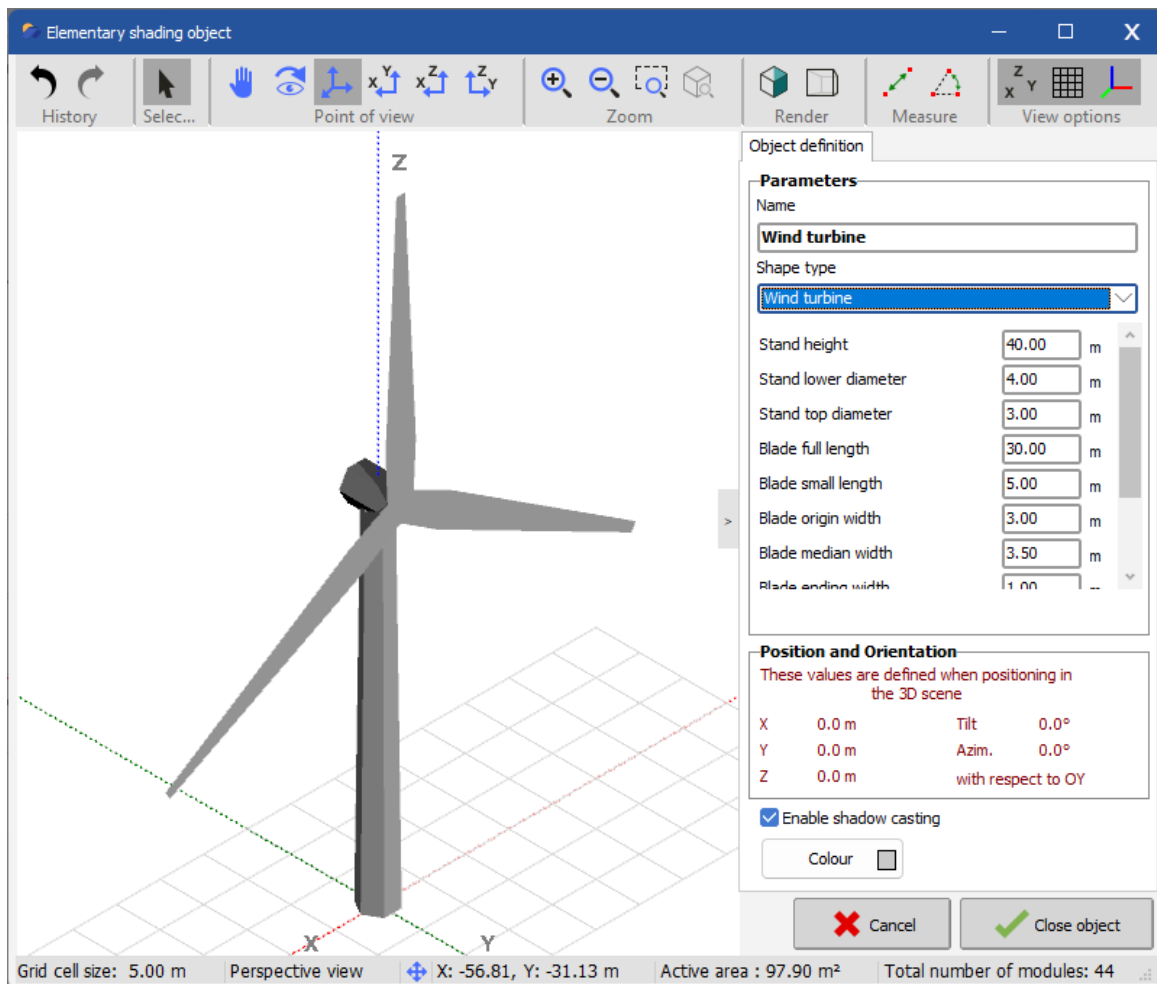 Elementary shading object
History
Selec...
Point of view
Zoom
Render
Measure
View options
X Y
X Z
Z Y
Z
X Y
Object definition
Parameters
Name
Wind turbine
Shape type
Wind turbine
Stand height 40.00 m
Stand lower diameter 4.00 m
Stand top diameter 3.00 m
Blade full length 30.00 m
Blade small length 5.00 m
Blade origin width 3.00 m
Blade median width 3.50 m
Blade ending width 1.00 m
Z
X
Y
>
Position and Orientation
These values are defined when positioning in
the 3D scene
X 0.0 m Tilt 0.0°
Y 0.0 m Azim. 0.0°
Z 0.0 m with respect to OY
Enable shadow casting
Colour
Cancel
Close object
Grid cell size: 5.00 m Perspective view X: -56.81, Y: -31.13 m Active area : 97.90 m² Total number of modules: 44